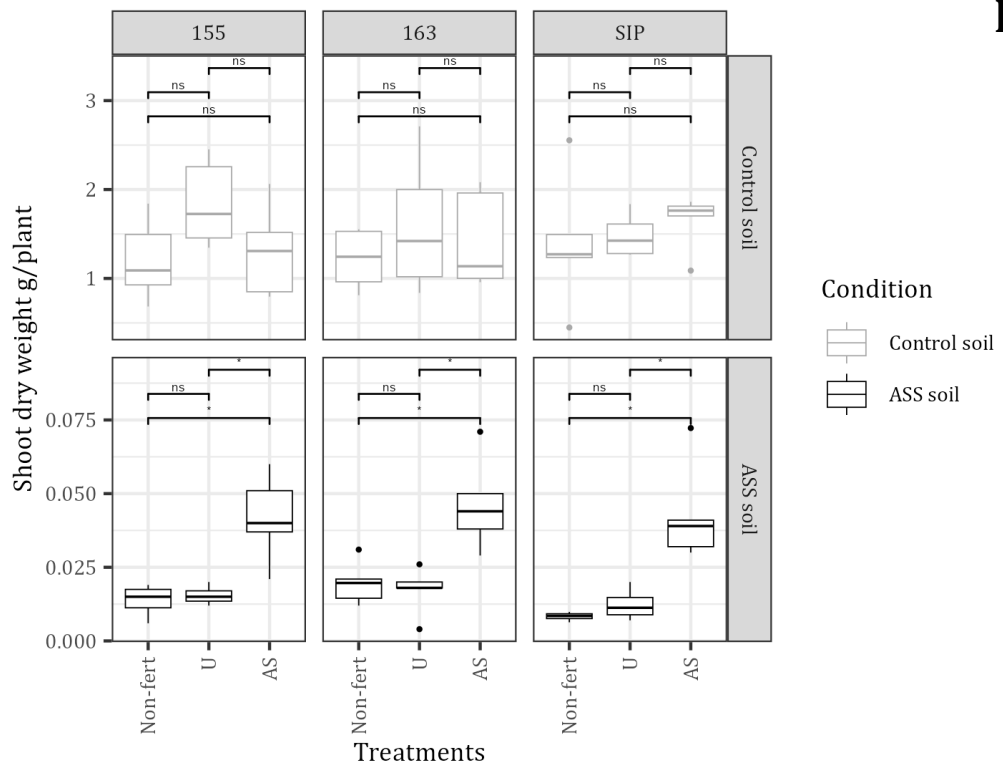 155 163 SIP
ns ns ns
ns ns ns
ns ns ns
3
2
1
Control soil
Shoot dry weight g/plant
* * *
ns ns ns
* * *
0.075
0.050
0.025
0.000
ASS soil
Non-fert U AS Non-fert U AS Non-fert U AS
Treatments
Condition
Control soil
ASS soil